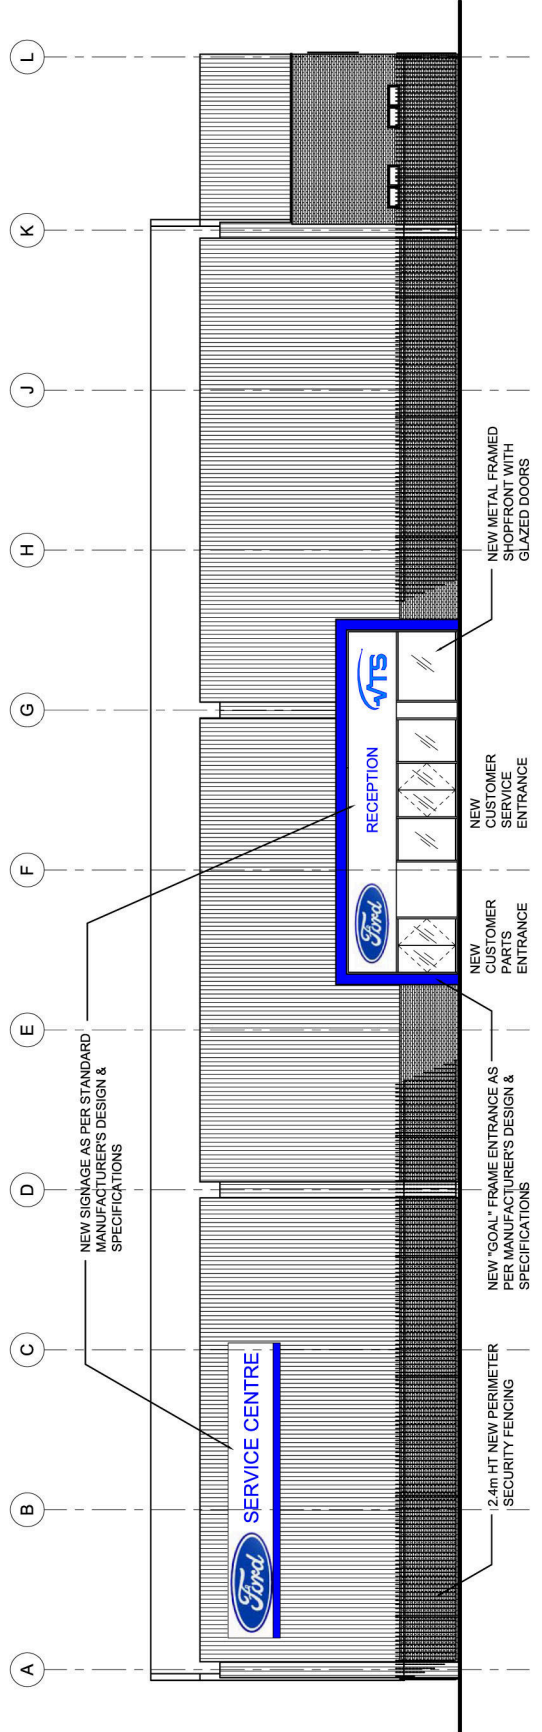 A
B
C
D
E
F
G
H
J
K
L
NEW SIGNAGE AS PER STANDARD
MANUFACTURER'S DESIGN &
SPECIFICATIONS
Ford
SERVICE CENTRE
Ford
RECEPTION
VTS
2.4m HT NEW PERIMETER
SECURITY FENCING
NEW "GOAL" FRAME ENTRANCE AS
PER MANUFACTURER'S DESIGN &
SPECIFICATIONS
NEW
CUSTOMER
PARTS
ENTRANCE
NEW
CUSTOMER
SERVICE
ENTRANCE
NEW METAL FRAMED
SHOPFRONT WITH
GLAZED DOORS